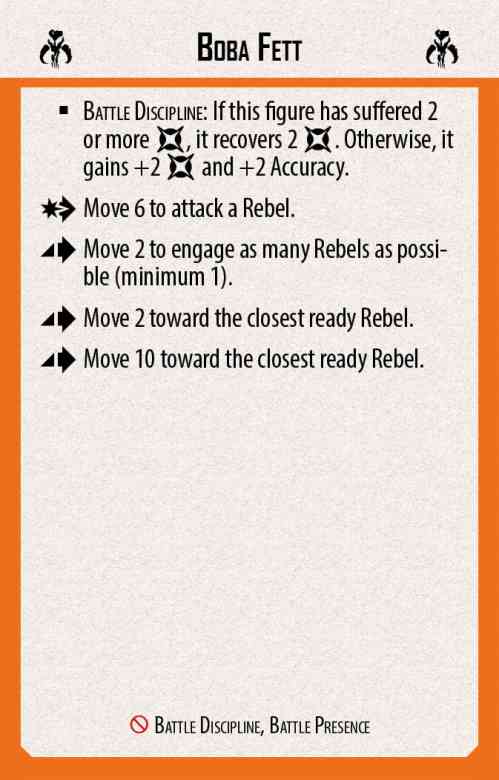 Boba Fett
▪ Battle Discipline: If this figure has suffered 2
or more , it recovers 2 . Otherwise, it
gains +2 and +2 Accuracy.
Move 6 to attack a Rebel.
Move 2 to engage as many Rebels as possi-
ble (minimum 1).
Move 2 toward the closest ready Rebel.
Move 10 toward the closest ready Rebel.
Battle Discipline, Battle Presence